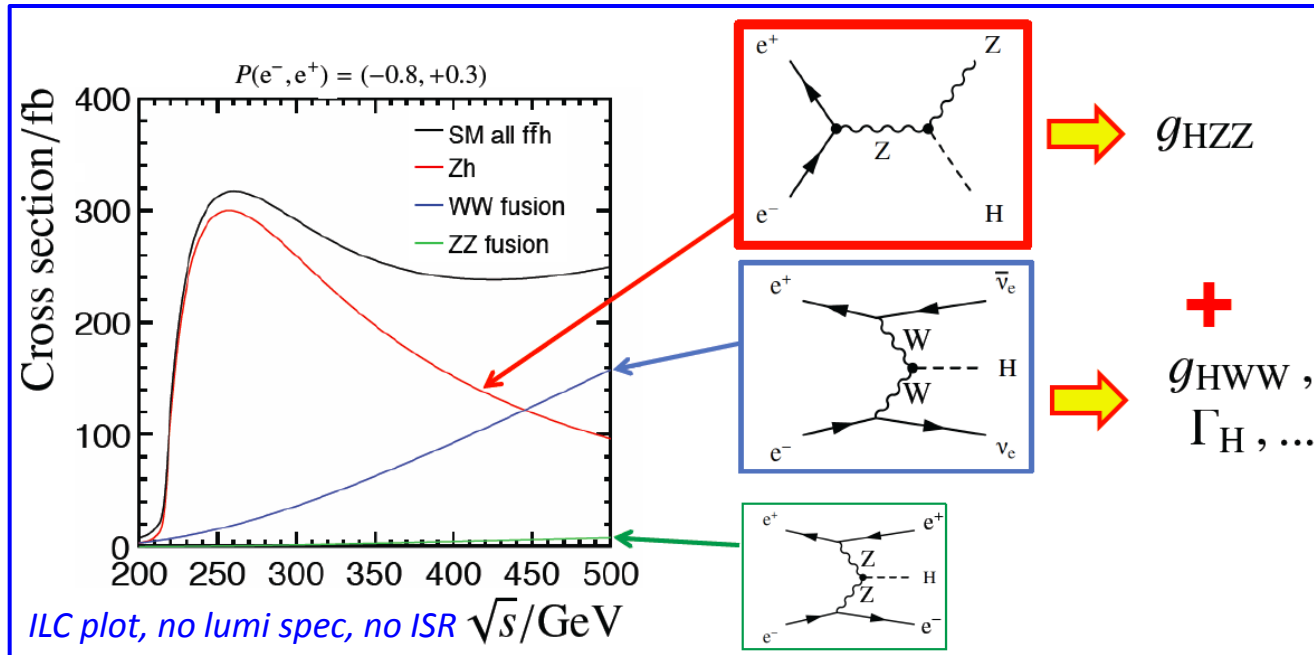 P(e⁻, e⁺) = (−0.8, +0.3)
Cross section/fb
400
300
200
100
0
SM all ff̄h
Zh
WW fusion
ZZ fusion
200 250 300 350 400 450 500
√s/GeV
ILC plot, no lumi spec, no ISR
e⁺
Z
Z
e⁻
H
g_HZZ
e⁺
ν̄ₑ
W
H
W
e⁻
νₑ
+
g_HWW ,
Γ_H , ...
e⁺
e⁺
Z
H
Z
e⁻
e⁻